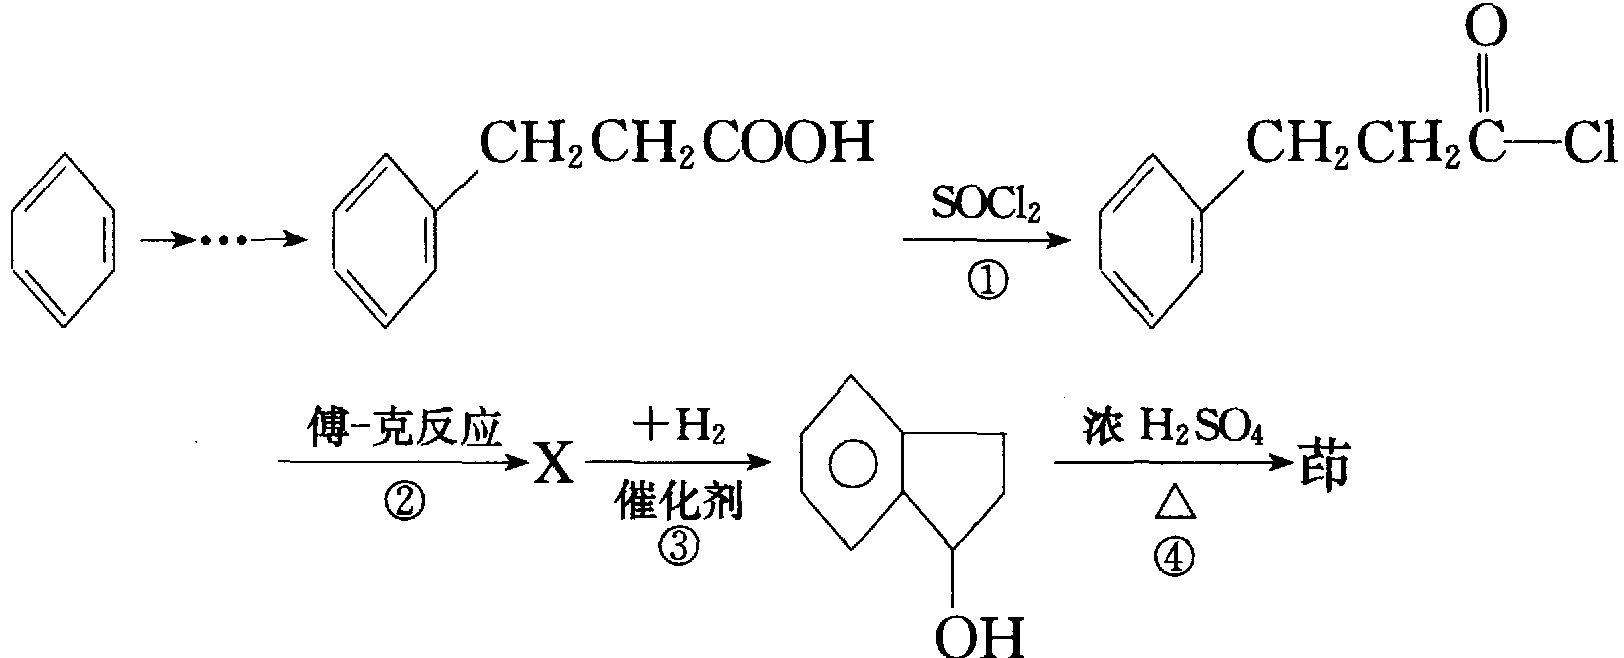 O
CH₂CH₂COOH
CH₂CH₂C—Cl
SOCl₂
①
傅-克反应
②
X
+H₂
催化剂
③
OH
浓 H₂SO₄
△
④
茚